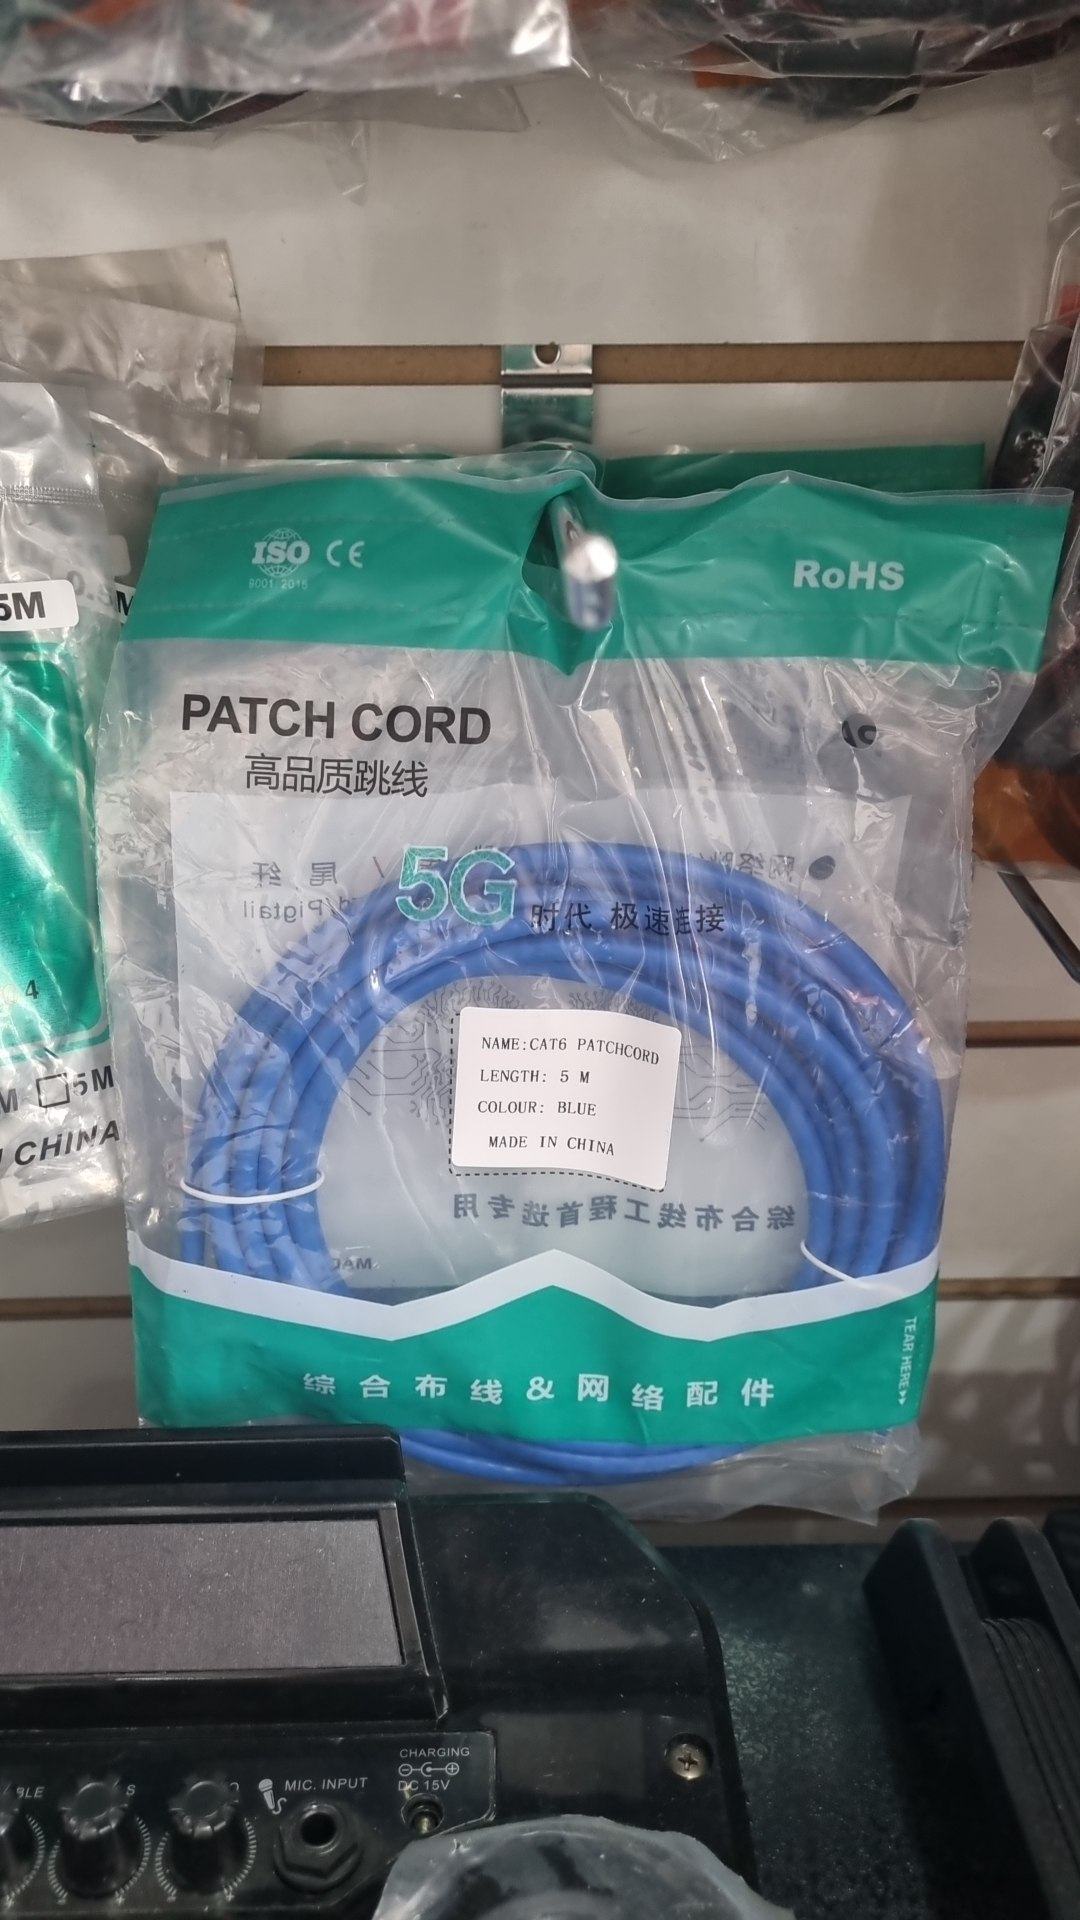 ISO
9001:2015
CE
RoHS
5M
PATCH CORD
高品质跳线
尾纤
/Pigtail
5G
时代 极速连接
4
NAME:CAT6 PATCHCORD
LENGTH: 5 M
COLOUR: BLUE
MADE IN CHINA
M □5M
CHINA
综合布线工程首选专用
TEAR HERE
综合布线&网络配件
CHARGING
DC 15V
MIC. INPUT